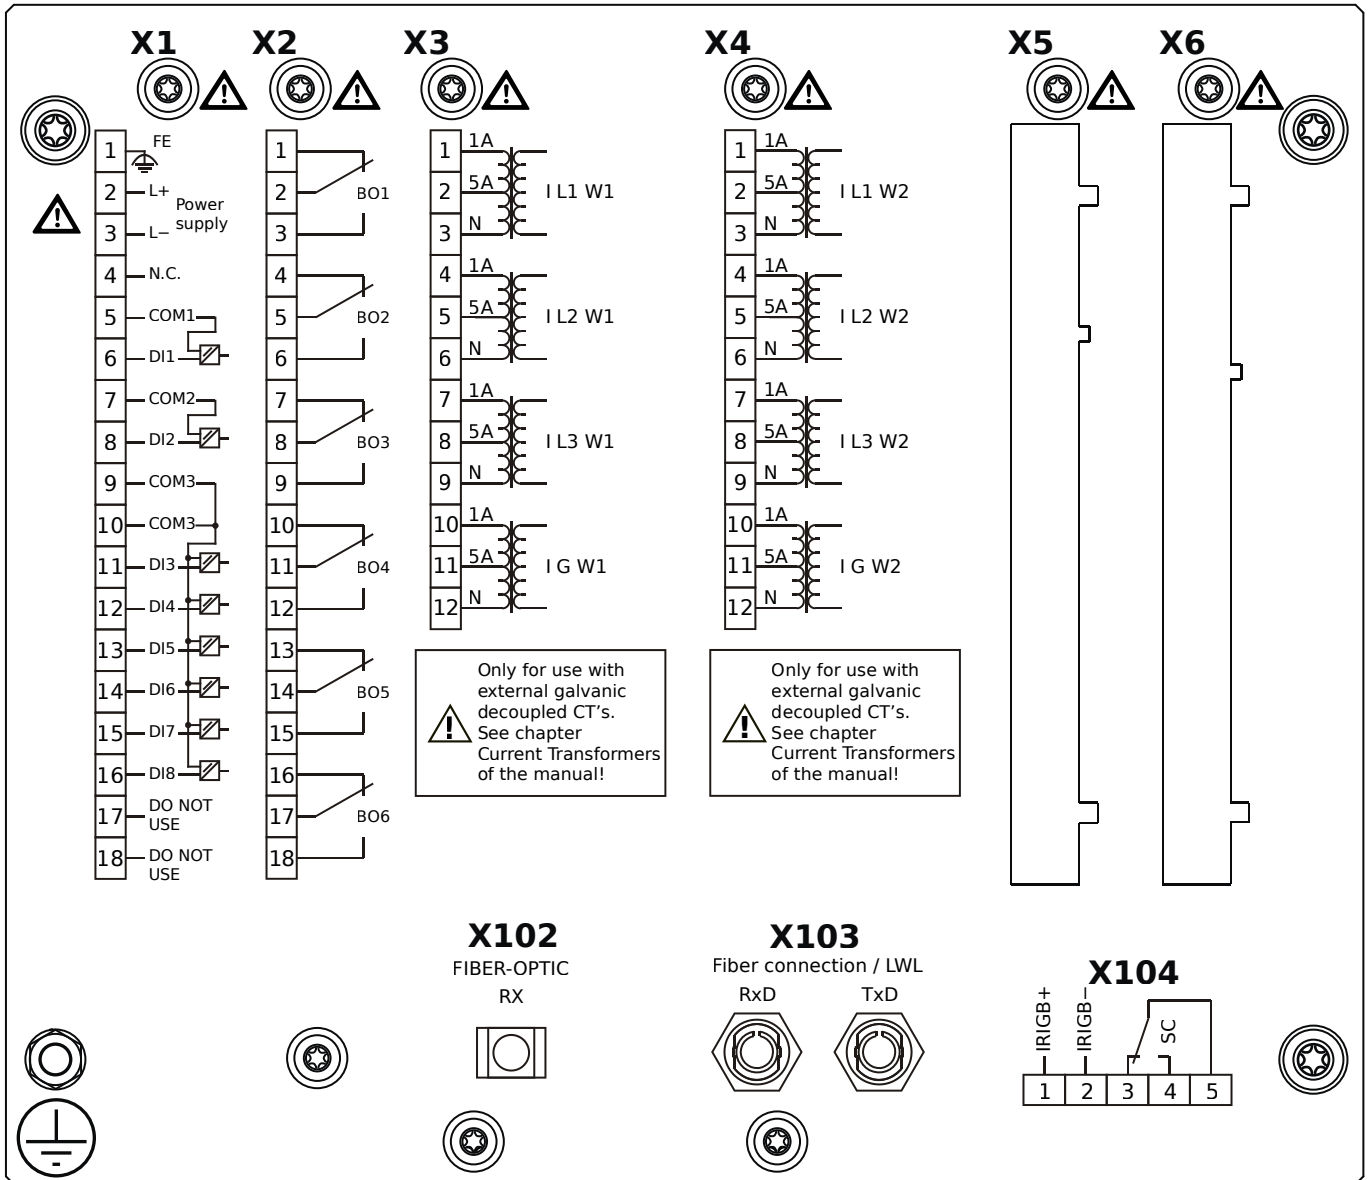 X1
X2
X3
X4
X5
X6
1
FE
2
L+
Power
supply
3
L−
4
N.C.
5
COM1
6
DI1
7
COM2
8
DI2
9
COM3
10
COM3
11
DI3
12
DI4
13
DI5
14
DI6
15
DI7
16
DI8
17
DO NOT
USE
18
DO NOT
USE
1
2
BO1
3
4
5
BO2
6
7
8
BO3
9
10
11
BO4
12
13
14
BO5
15
16
17
BO6
18
1
1A
2
5A
I L1 W1
3
N
4
1A
5
5A
I L2 W1
6
N
7
1A
8
5A
I L3 W1
9
N
10
1A
11
5A
I G W1
12
N
Only for use with
external galvanic
decoupled CT's.
See chapter
Current Transformers
of the manual!
1
1A
2
5A
I L1 W2
3
N
4
1A
5
5A
I L2 W2
6
N
7
1A
8
5A
I L3 W2
9
N
10
1A
11
5A
I G W2
12
N
Only for use with
external galvanic
decoupled CT's.
See chapter
Current Transformers
of the manual!
X102
FIBER-OPTIC
RX
X103
Fiber connection / LWL
RxD
TxD
X104
IRIGB+
IRIGB−
SC
1
2
3
4
5